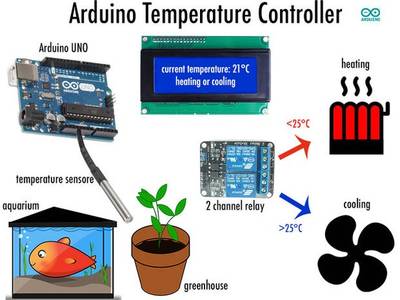 Arduino Temperature Controller
ARDUINO
Arduino UNO
current temperature: 21°C
heating or cooling
heating
<25°C
temperature sensore
2 channel relay
aquarium
>25°C
cooling
greenhouse